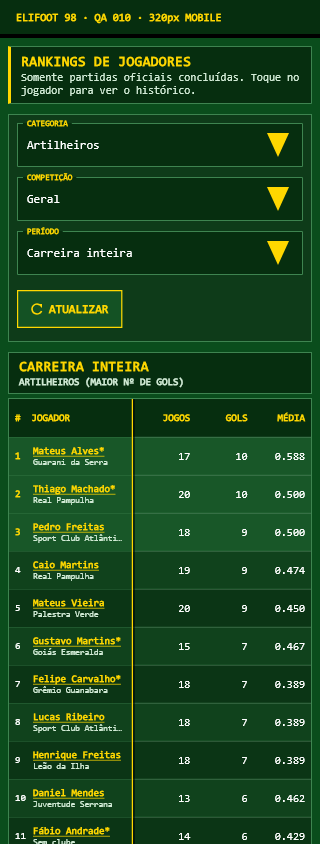 ELIFOOT 98 · QA 010 · 320px MOBILE
RANKINGS DE JOGADORES
Somente partidas oficiais concluídas. Toque no
jogador para ver o histórico.
CATEGORIA
Artilheiros
COMPETIÇÃO
Geral
PERÍODO
Carreira inteira
ATUALIZAR
CARREIRA INTEIRA
ARTILHEIROS (MAIOR Nº DE GOLS)
# JOGADOR JOGOS GOLS MÉDIA
1 Mateus Alves* 17 10 0.588
Guarani da Serra
2 Thiago Machado* 20 10 0.500
Real Pampulha
3 Pedro Freitas 18 9 0.500
Sport Club Atlânti…
4 Caio Martins 19 9 0.474
Real Pampulha
5 Mateus Vieira 20 9 0.450
Palestra Verde
6 Gustavo Martins* 15 7 0.467
Goiás Esmeralda
7 Felipe Carvalho* 18 7 0.389
Grêmio Guanabara
8 Lucas Ribeiro 18 7 0.389
Sport Club Atlânti…
9 Henrique Freitas 18 7 0.389
Leão da Ilha
10 Daniel Mendes 13 6 0.462
Juventude Serrana
11 Fábio Andrade* 14 6 0.429
Sem clube